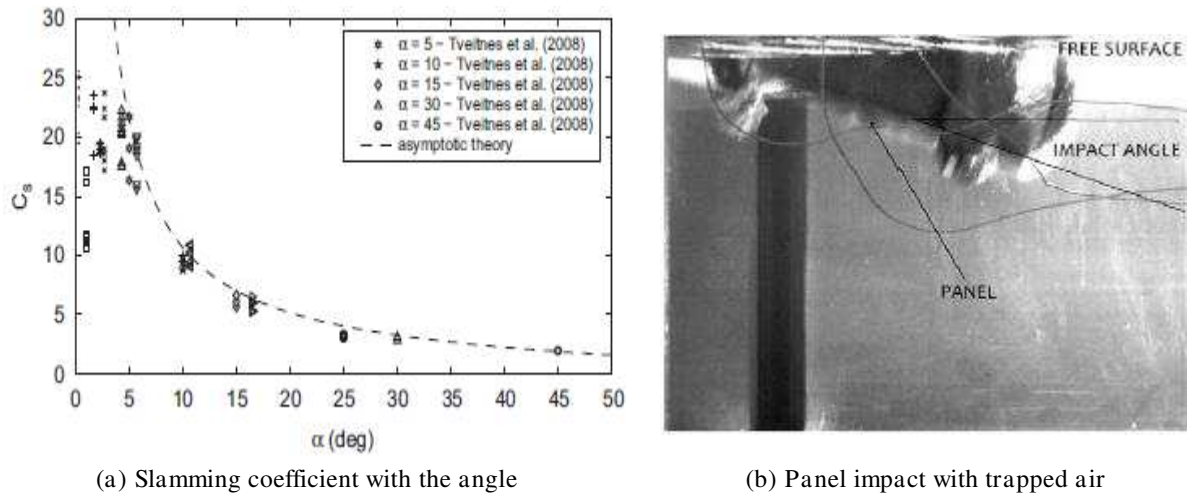 30
25
20
15
10
5
0
C_s
0 5 10 15 20 25 30 35 40 45 50
α (deg)
α = 5 − Tveitnes et al. (2008)
α = 10 − Tveitnes et al. (2008)
α = 15 − Tveitnes et al. (2008)
α = 30 − Tveitnes et al. (2008)
α = 45 − Tveitnes et al. (2008)
asymptotic theory
(a) Slamming coefficient with the angle
FREE SURFACE
IMPACT ANGLE
PANEL
(b) Panel impact with trapped air